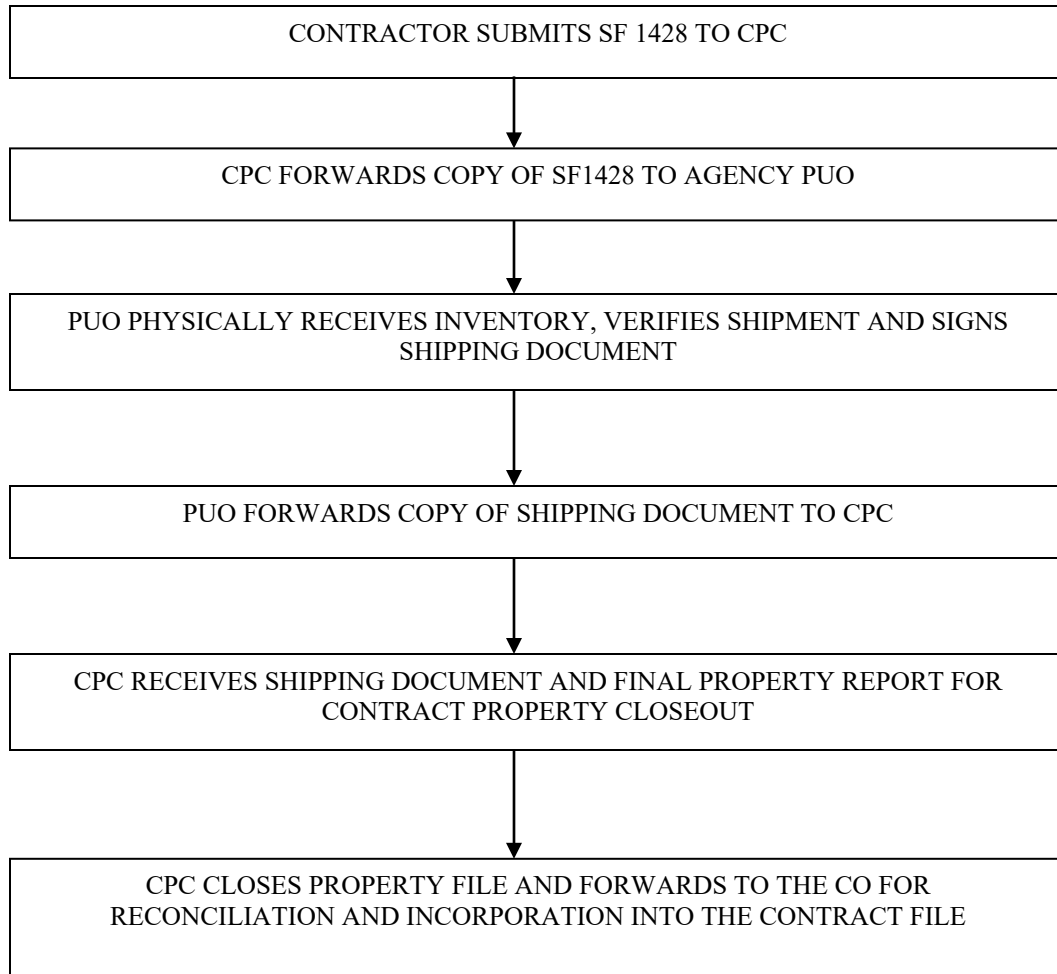 CONTRACTOR SUBMITS SF 1428 TO CPC
CPC FORWARDS COPY OF SF1428 TO AGENCY PUO
PUO PHYSICALLY RECEIVES INVENTORY, VERIFIES SHIPMENT AND SIGNS
SHIPPING DOCUMENT
PUO FORWARDS COPY OF SHIPPING DOCUMENT TO CPC
CPC RECEIVES SHIPPING DOCUMENT AND FINAL PROPERTY REPORT FOR
CONTRACT PROPERTY CLOSEOUT
CPC CLOSES PROPERTY FILE AND FORWARDS TO THE CO FOR
RECONCILIATION AND INCORPORATION INTO THE CONTRACT FILE